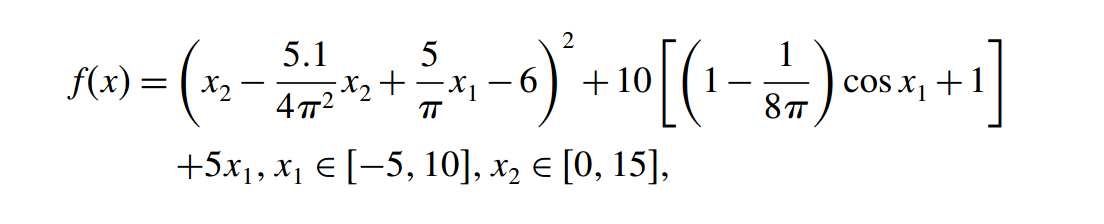 f(x) = (x₂ − 5.1/(4π²) x₂ + 5/π x₁ − 6)² + 10[(1 − 1/(8π)) cos x₁ + 1]
+5x₁, x₁ ∈ [−5, 10], x₂ ∈ [0, 15],